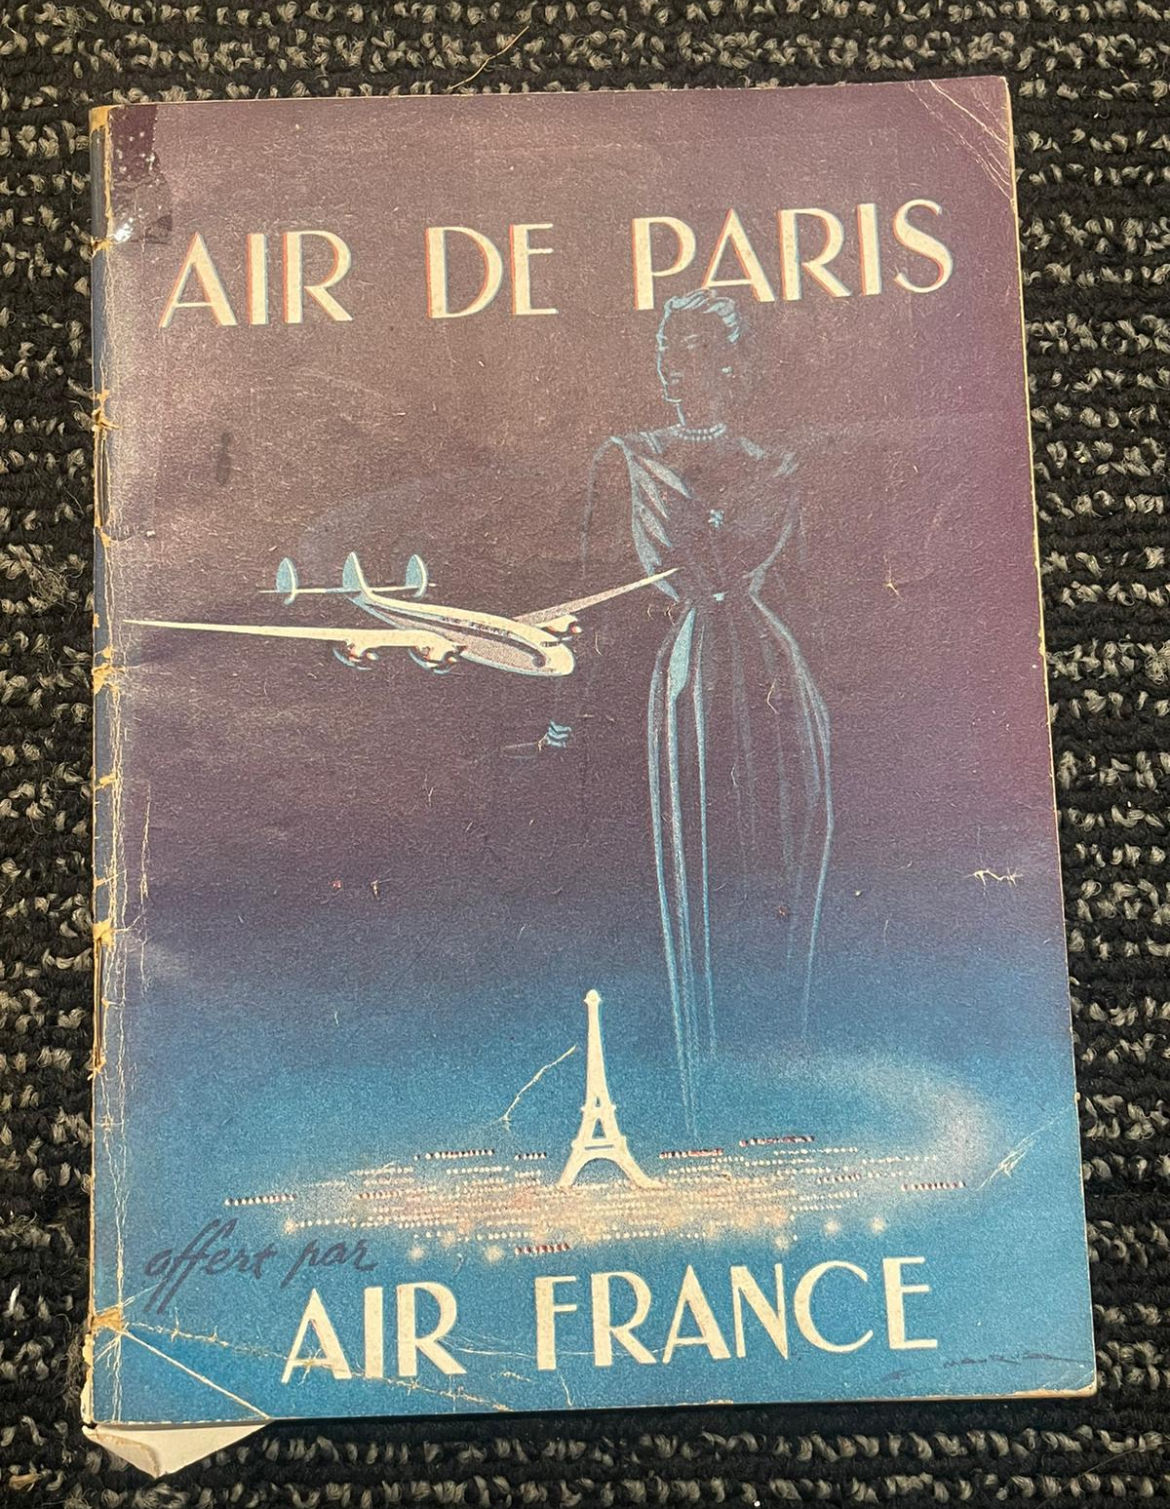 AIR DE PARIS
offert par
AIR FRANCE